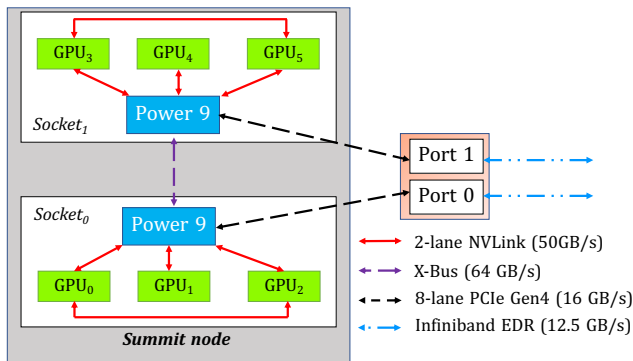 GPU₃ GPU₄ GPU₅
Power 9
Socket₁
Port 1
Port 0
Socket₀
Power 9
GPU₀ GPU₁ GPU₂
Summit node
2-lane NVLink (50GB/s)
X-Bus (64 GB/s)
8-lane PCIe Gen4 (16 GB/s)
Infiniband EDR (12.5 GB/s)